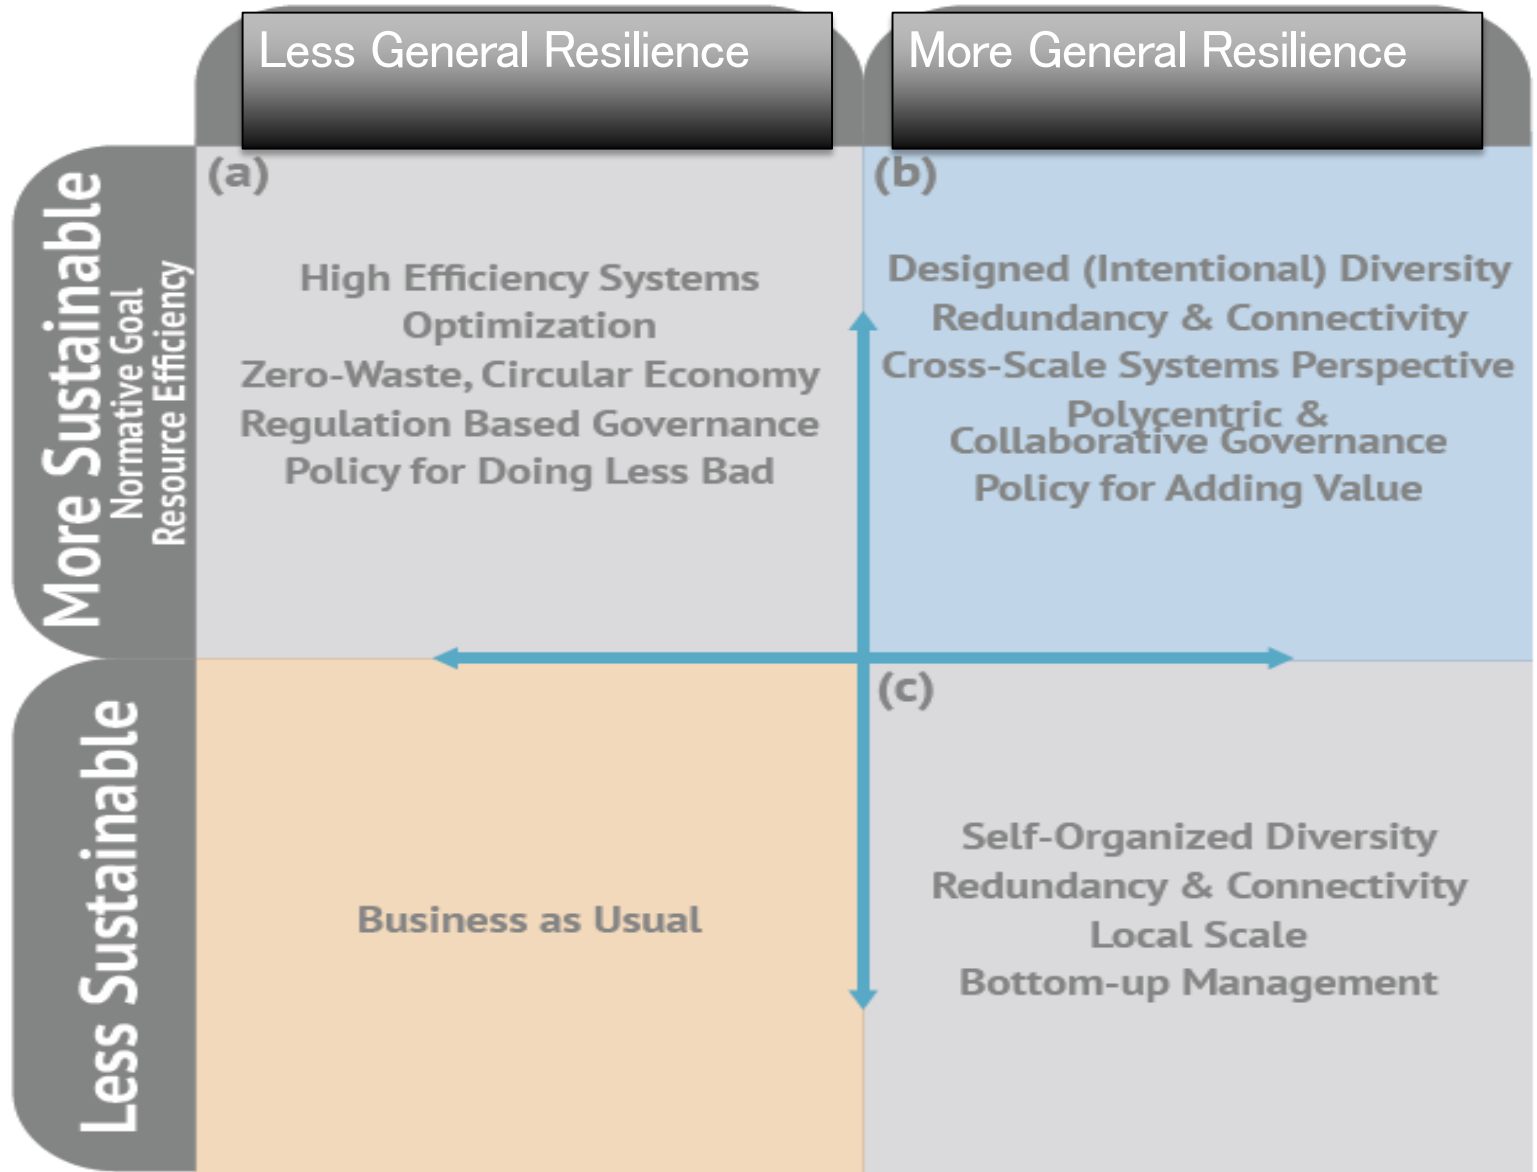 Less General Resilience
More General Resilience
More Sustainable
Normative Goal
Resource Efficiency
(a)
High Efficiency Systems
Optimization
Zero-Waste, Circular Economy
Regulation Based Governance
Policy for Doing Less Bad
(b)
Designed (Intentional) Diversity
Redundancy & Connectivity
Cross-Scale Systems Perspective
Polycentric &
Collaborative Governance
Policy for Adding Value
Less Sustainable
Business as Usual
(c)
Self-Organized Diversity
Redundancy & Connectivity
Local Scale
Bottom-up Management